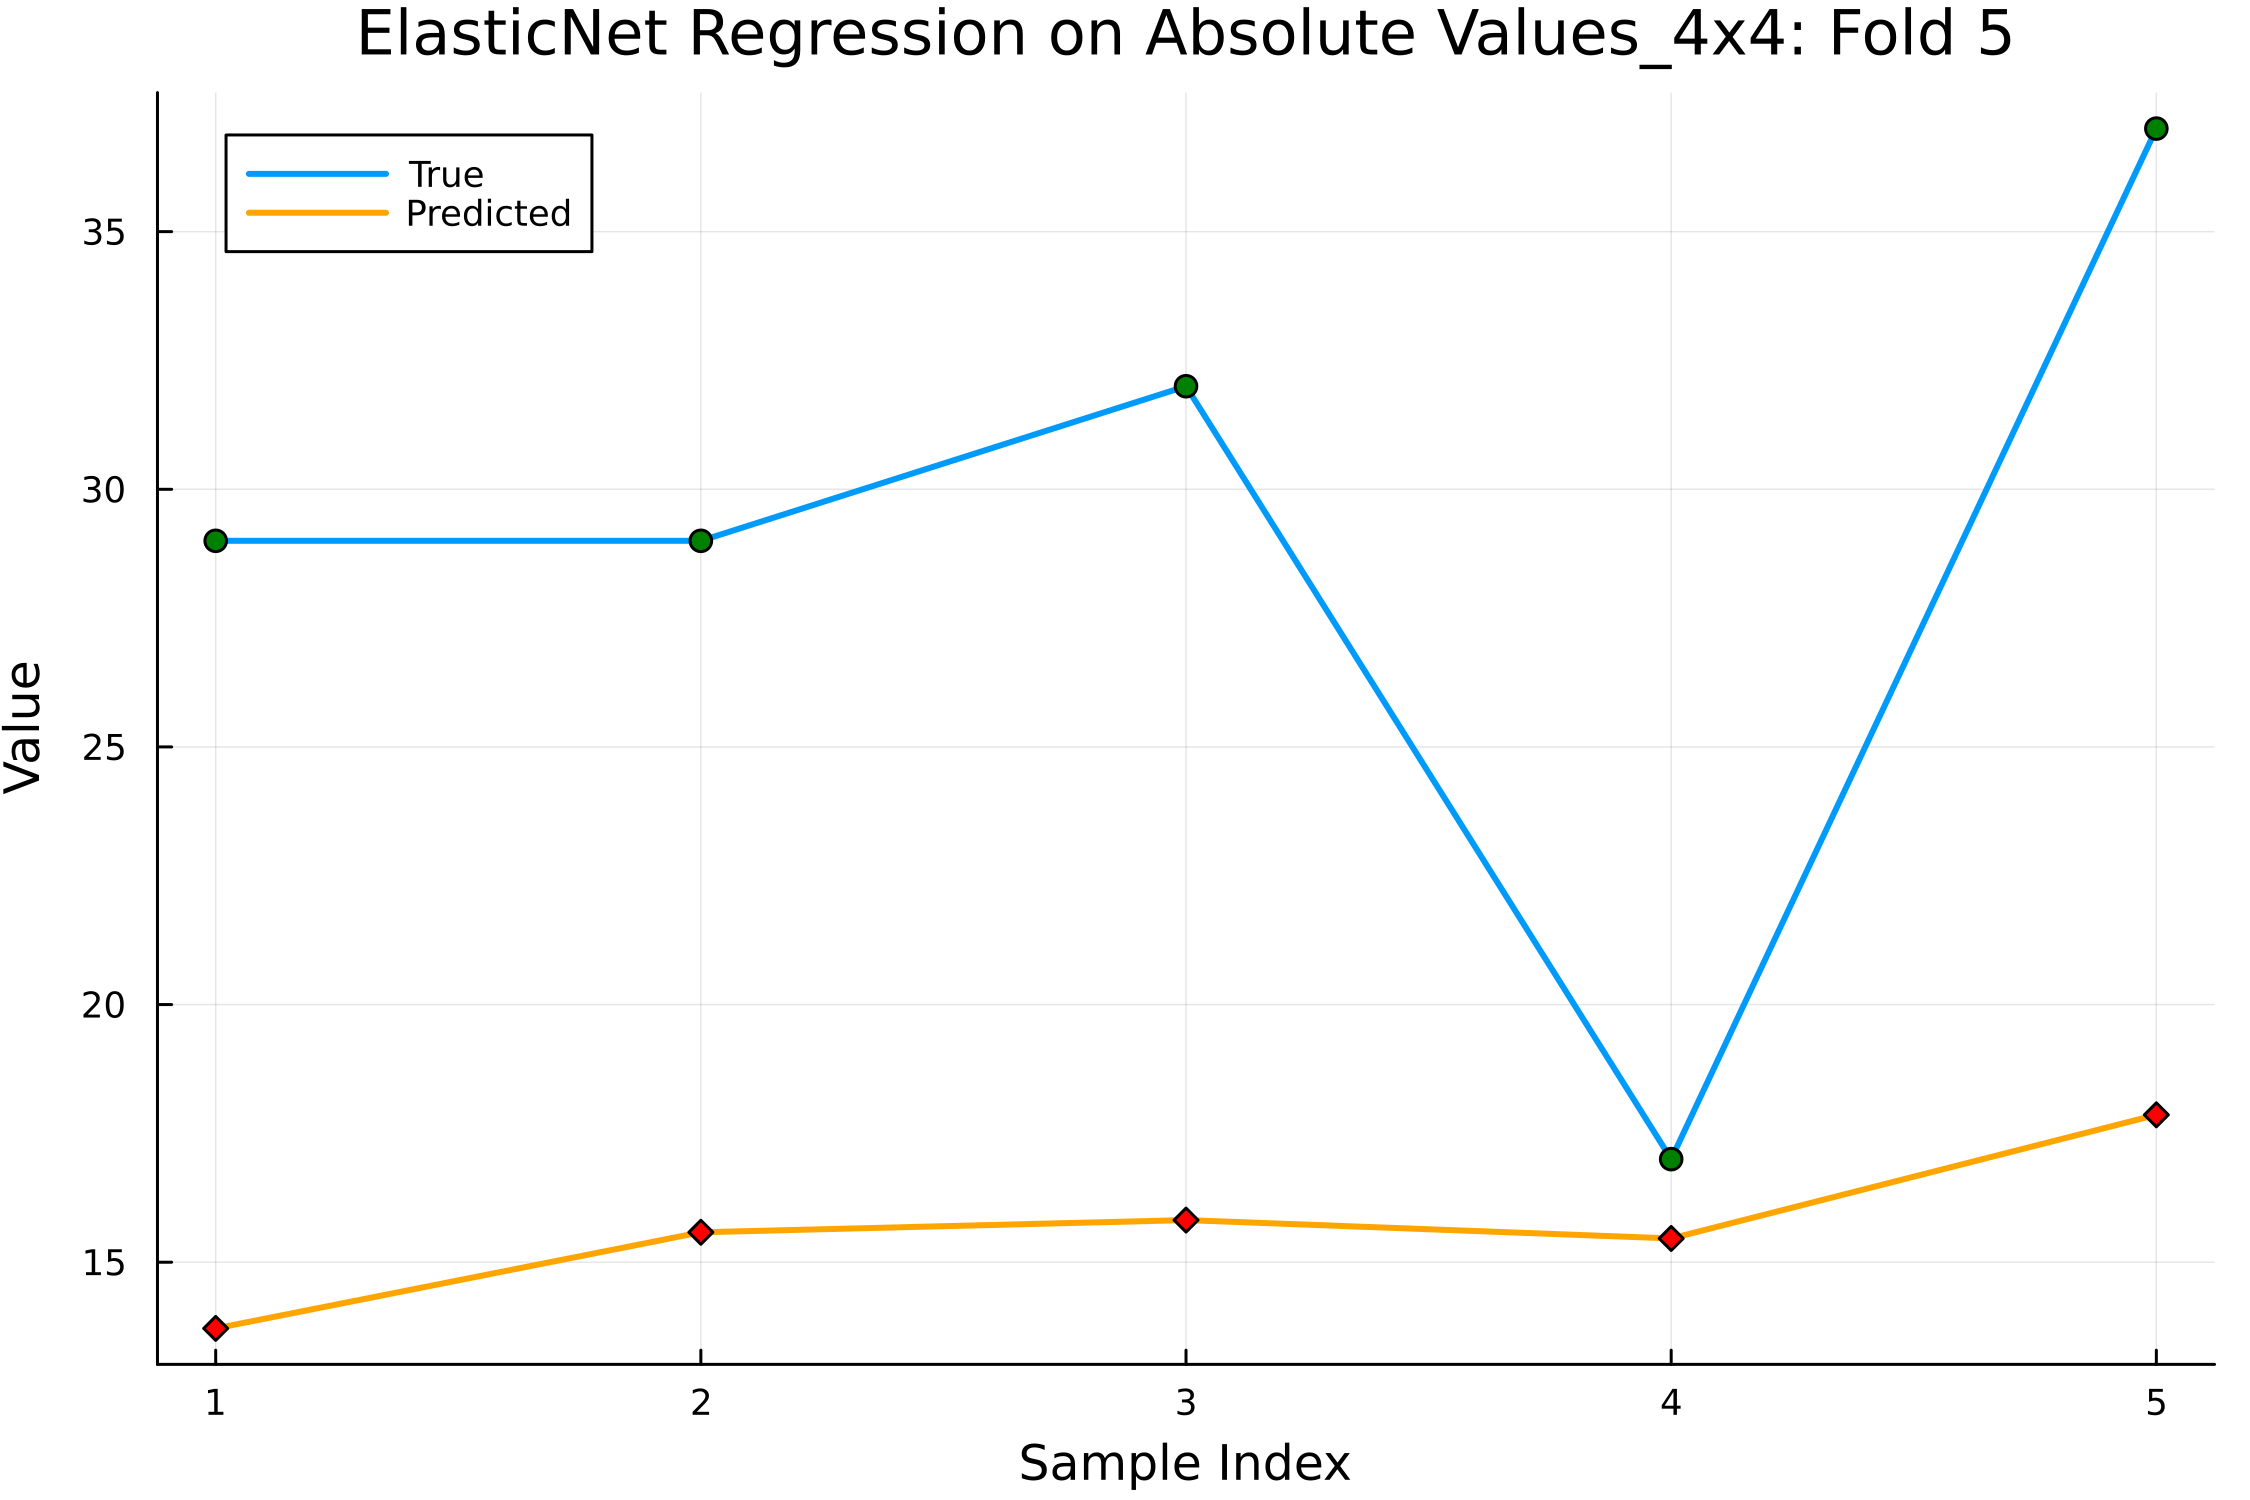 ElasticNet Regression on Absolute Values_4x4: Fold 5
True
Predicted
35
30
25
20
15
Value
1 2 3 4 5
Sample Index